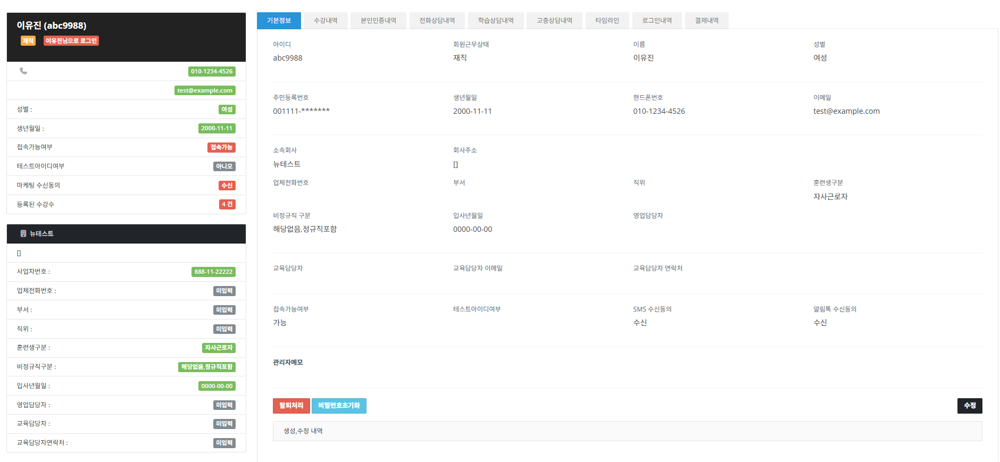 이유진 (abc9988)
재직 이유진님으로 로그인
010-1234-4526
test@example.com
성별 : 여성
생년월일 : 2000-11-11
접속가능여부 접속가능
테스트아이디여부 아니오
마케팅 수신동의 수신
등록된 수강수 4 건
뉴테스트
[]
사업자번호 : 888-11-22222
업체전화번호 : 미입력
부서 : 미입력
직위 : 미입력
훈련생구분 : 자사근로자
비정규직구분 : 해당없음,정규직포함
입사년월일 : 0000-00-00
영업담당자 : 미입력
교육담당자 : 미입력
교육담당자연락처 : 미입력
기본정보 수강내역 본인인증내역 전화상담내역 학습상담내역 고충상담내역 타임라인 로그인내역 결제내역
아이디 회원근무상태 이름 성별
abc9988 재직 이유진 여성
주민등록번호 생년월일 핸드폰번호 이메일
001111-******* 2000-11-11 010-1234-4526 test@example.com
소속회사 회사주소
뉴테스트 []
업체전화번호 부서 직위 훈련생구분
자사근로자
비정규직 구분 입사년월일 영업담당자
해당없음,정규직포함 0000-00-00
교육담당자 교육담당자 이메일 교육담당자 연락처
접속가능여부 테스트아이디여부 SMS 수신동의 알림톡 수신동의
가능 수신 수신
관리자메모
탈퇴처리 비밀번호초기화 수정
생성,수정 내역